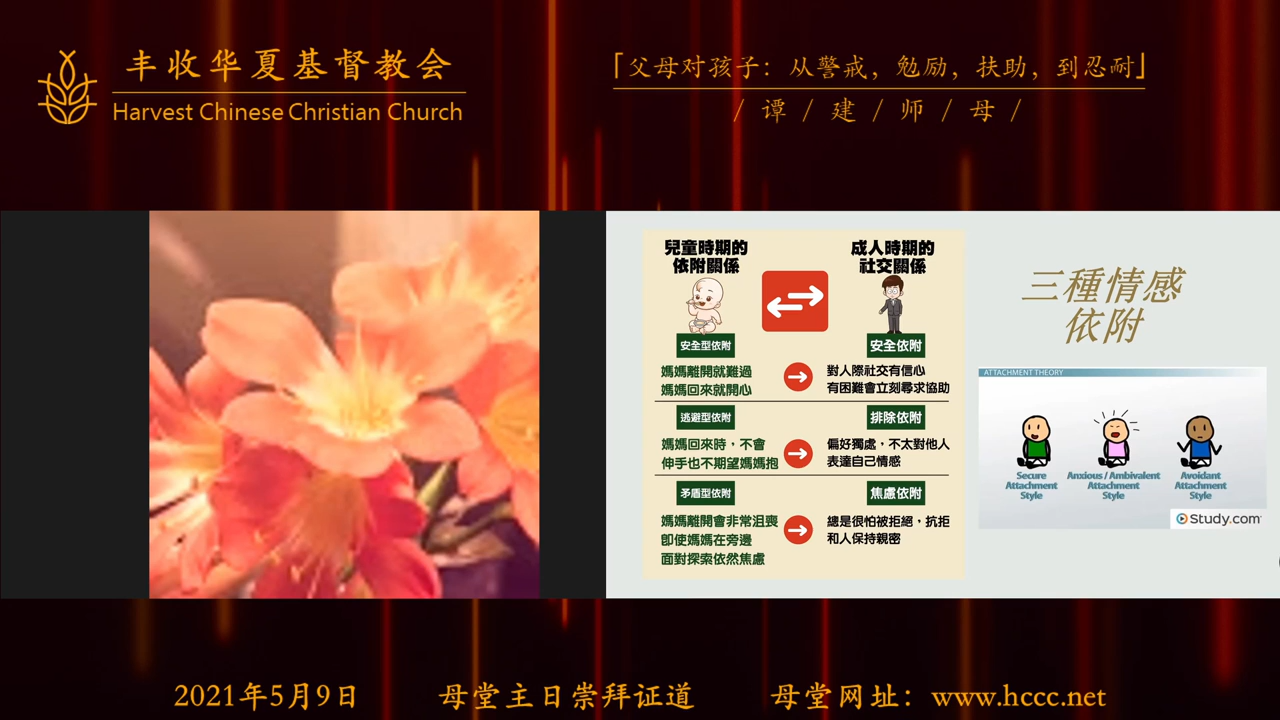 丰收华夏基督教会
Harvest Chinese Christian Church
「父母对孩子：从警戒，勉励，扶助，到忍耐」
/ 谭 / 建 / 师 / 母 /
兒童時期的
依附關係
成人時期的
社交關係
安全型依附
安全依附
媽媽離開就難過
媽媽回來就開心
對人際社交有信心
有困難會立刻尋求協助
逃避型依附
排除依附
媽媽回來時，不會
伸手也不期望媽媽抱
偏好獨處，不太對他人
表達自己情感
矛盾型依附
焦慮依附
媽媽離開會非常沮喪
即使媽媽在旁邊
面對探索依然焦慮
總是很怕被拒絕，抗拒
和人保持親密
三種情感
依附
ATTACHMENT THEORY
Secure
Attachment
Style
Anxious / Ambivalent
Attachment
Style
Avoidant
Attachment
Style
Study.com
2021年5月9日
母堂主日崇拜证道
母堂网址：www.hccc.net